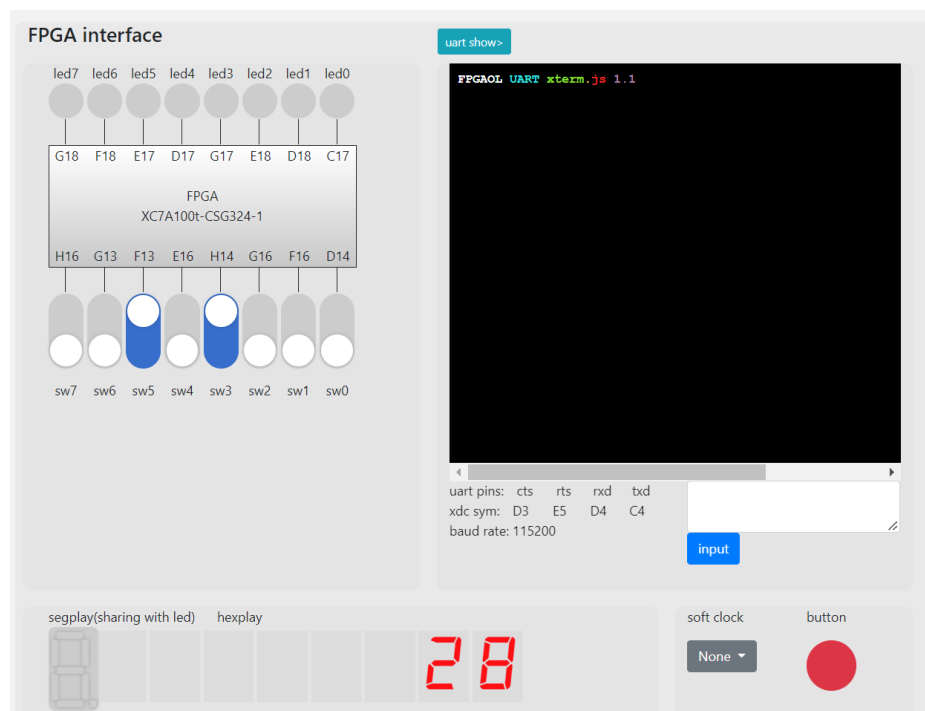 FPGA interface
uart show>
led7 led6 led5 led4 led3 led2 led1 led0
G18 F18 E17 D17 G17 E18 D18 C17
FPGA
XC7A100t-CSG324-1
H16 G13 F13 E16 H14 G16 F16 D14
sw7 sw6 sw5 sw4 sw3 sw2 sw1 sw0
FPGAOL UART xterm.js 1.1
uart pins: cts rts rxd txd
xdc sym: D3 E5 D4 C4
baud rate: 115200
input
segplay(sharing with led) hexplay
28
soft clock button
None